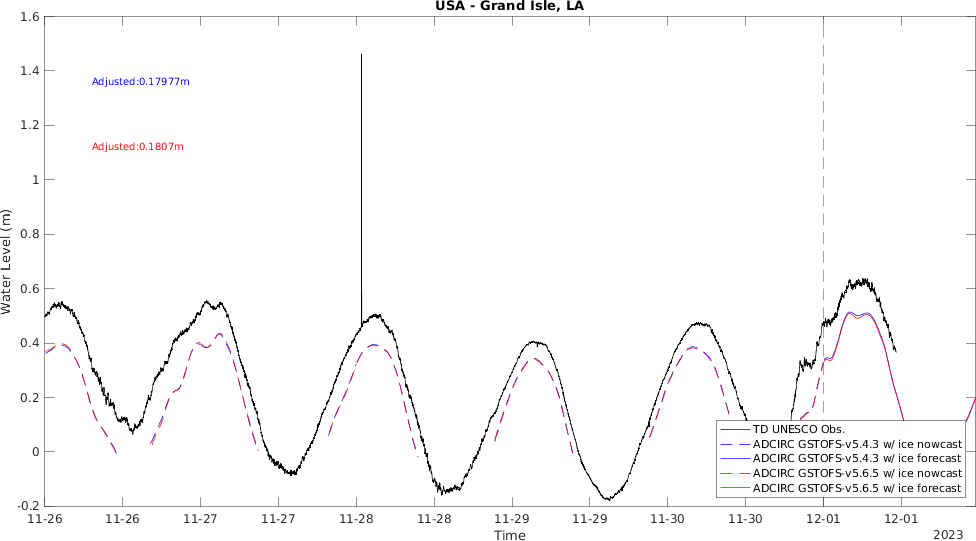 USA - Grand Isle, LA
1.6
1.4
1.2
1
0.8
0.6
0.4
0.2
0
-0.2
Water Level (m)
Adjusted:0.17977m
Adjusted:0.1807m
TD UNESCO Obs.
ADCIRC GSTOFS-v5.4.3 w/ ice nowcast
ADCIRC GSTOFS-v5.4.3 w/ ice forecast
ADCIRC GSTOFS-v5.6.5 w/ ice nowcast
ADCIRC GSTOFS-v5.6.5 w/ ice forecast
11-26 11-26 11-27 11-27 11-28 11-28 11-29 11-29 11-30 11-30 12-01 12-01
Time
2023